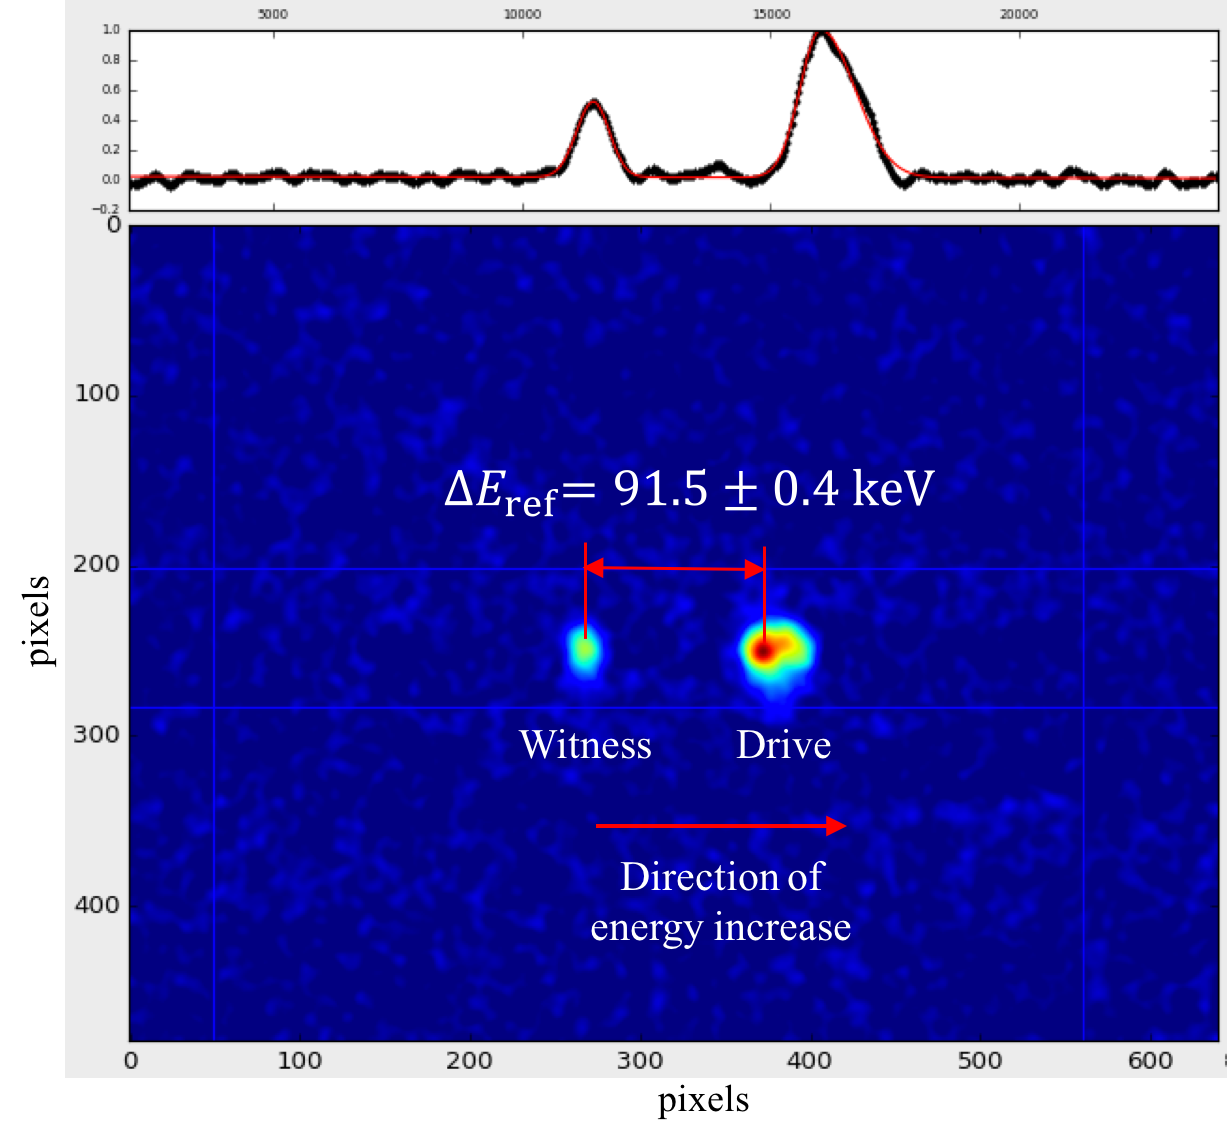 5000 10000 15000 20000
1.0
0.8
0.6
0.4
0.2
0.0
−0.2
0
100
200
300
400
ΔE_ref= 91.5 ± 0.4 keV
Witness Drive
Direction of
energy increase
pixels
0 100 200 300 400 500 600
pixels